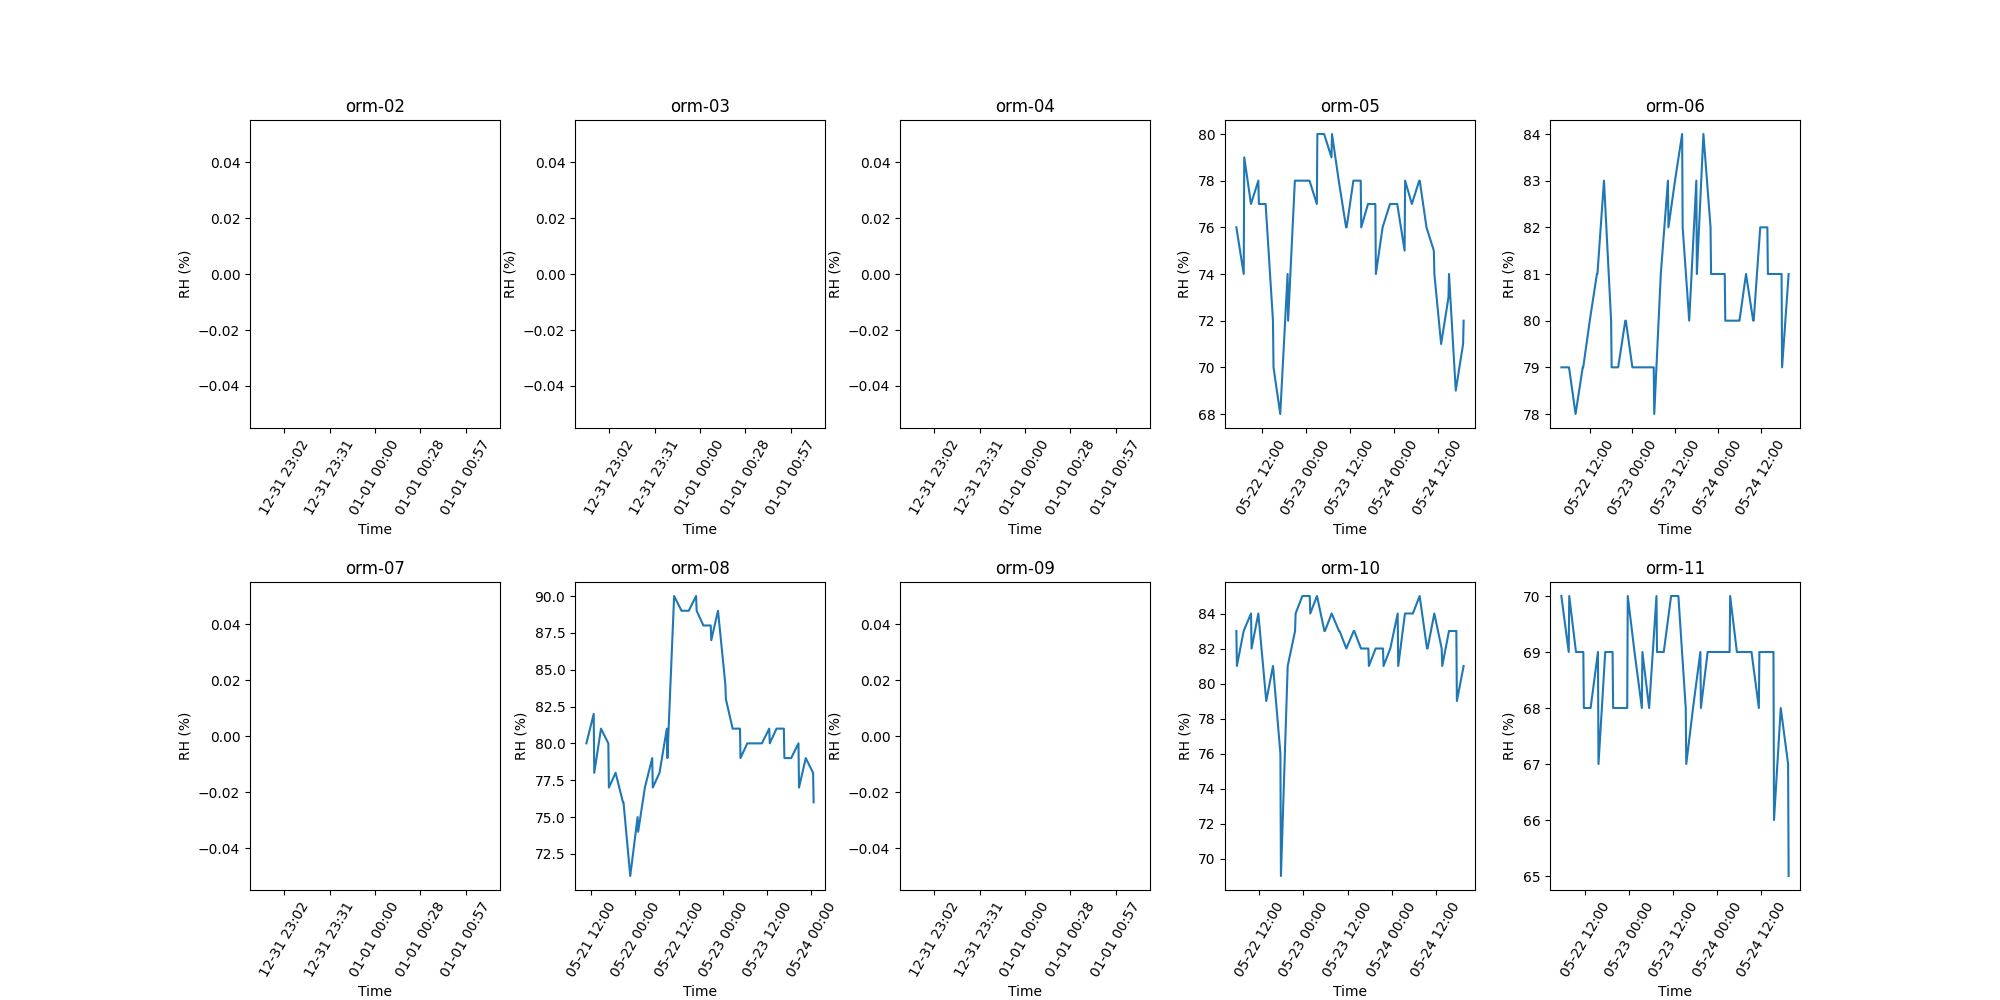 orm-02 orm-03 orm-04 orm-05 orm-06
RH (%) 0.04 0.02 0.00 −0.02 −0.04
12-31 23:02 12-31 23:31 01-01 00:00 01-01 00:28 01-01 00:57
Time
RH (%) 0.04 0.02 0.00 −0.02 −0.04
12-31 23:02 12-31 23:31 01-01 00:00 01-01 00:28 01-01 00:57
Time
RH (%) 0.04 0.02 0.00 −0.02 −0.04
12-31 23:02 12-31 23:31 01-01 00:00 01-01 00:28 01-01 00:57
Time
RH (%) 80 78 76 74 72 70 68
05-22 12:00 05-23 00:00 05-23 12:00 05-24 00:00 05-24 12:00
Time
RH (%) 84 83 82 81 80 79 78
05-22 12:00 05-23 00:00 05-23 12:00 05-24 00:00 05-24 12:00
Time
orm-07 orm-08 orm-09 orm-10 orm-11
RH (%) 0.04 0.02 0.00 −0.02 −0.04
12-31 23:02 12-31 23:31 01-01 00:00 01-01 00:28 01-01 00:57
Time
RH (%) 90.0 87.5 85.0 82.5 80.0 77.5 75.0 72.5
05-21 12:00 05-22 00:00 05-22 12:00 05-23 00:00 05-23 12:00 05-24 00:00
Time
RH (%) 0.04 0.02 0.00 −0.02 −0.04
12-31 23:02 12-31 23:31 01-01 00:00 01-01 00:28 01-01 00:57
Time
RH (%) 84 82 80 78 76 74 72 70
05-22 12:00 05-23 00:00 05-23 12:00 05-24 00:00 05-24 12:00
Time
RH (%) 70 69 68 67 66 65
05-22 12:00 05-23 00:00 05-23 12:00 05-24 00:00 05-24 12:00
Time